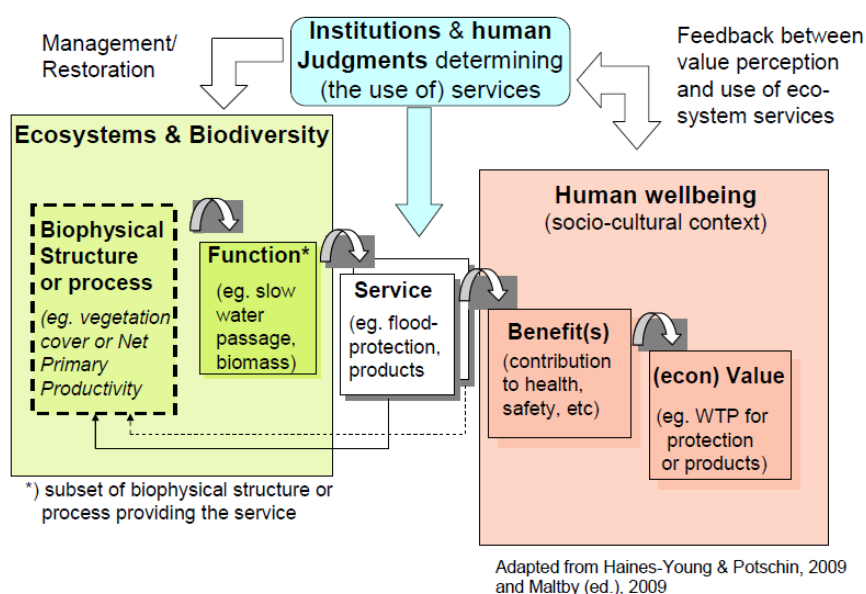 Management/
Restoration
Institutions & human
Judgments determining
(the use of) services
Feedback between
value perception
and use of eco-
system services
Ecosystems & Biodiversity
Biophysical
Structure
or process
(eg. vegetation
cover or Net
Primary
Productivity
Function*
(eg. slow
water
passage,
biomass)
Service
(eg. flood-
protection,
products
Human wellbeing
(socio-cultural context)
Benefit(s)
(contribution
to health,
safety, etc)
(econ) Value
(eg. WTP for
protection
or products)
*) subset of biophysical structure or
process providing the service
Adapted from Haines-Young & Potschin, 2009
and Maltby (ed.), 2009